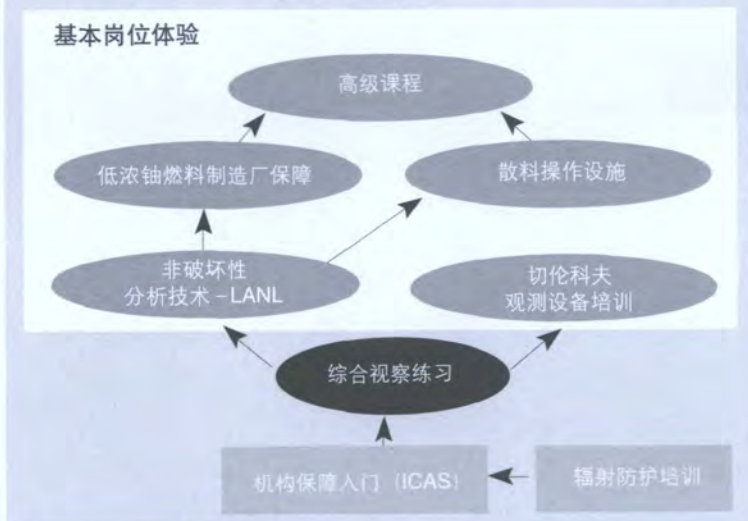 基本岗位体验
高级课程
低浓铀燃料制造厂保障
散料操作设施
非破坏性
分析技术-LANL
切伦科夫
观测设备培训
综合视察练习
机构保障入门（ICAS）
辐射防护培训